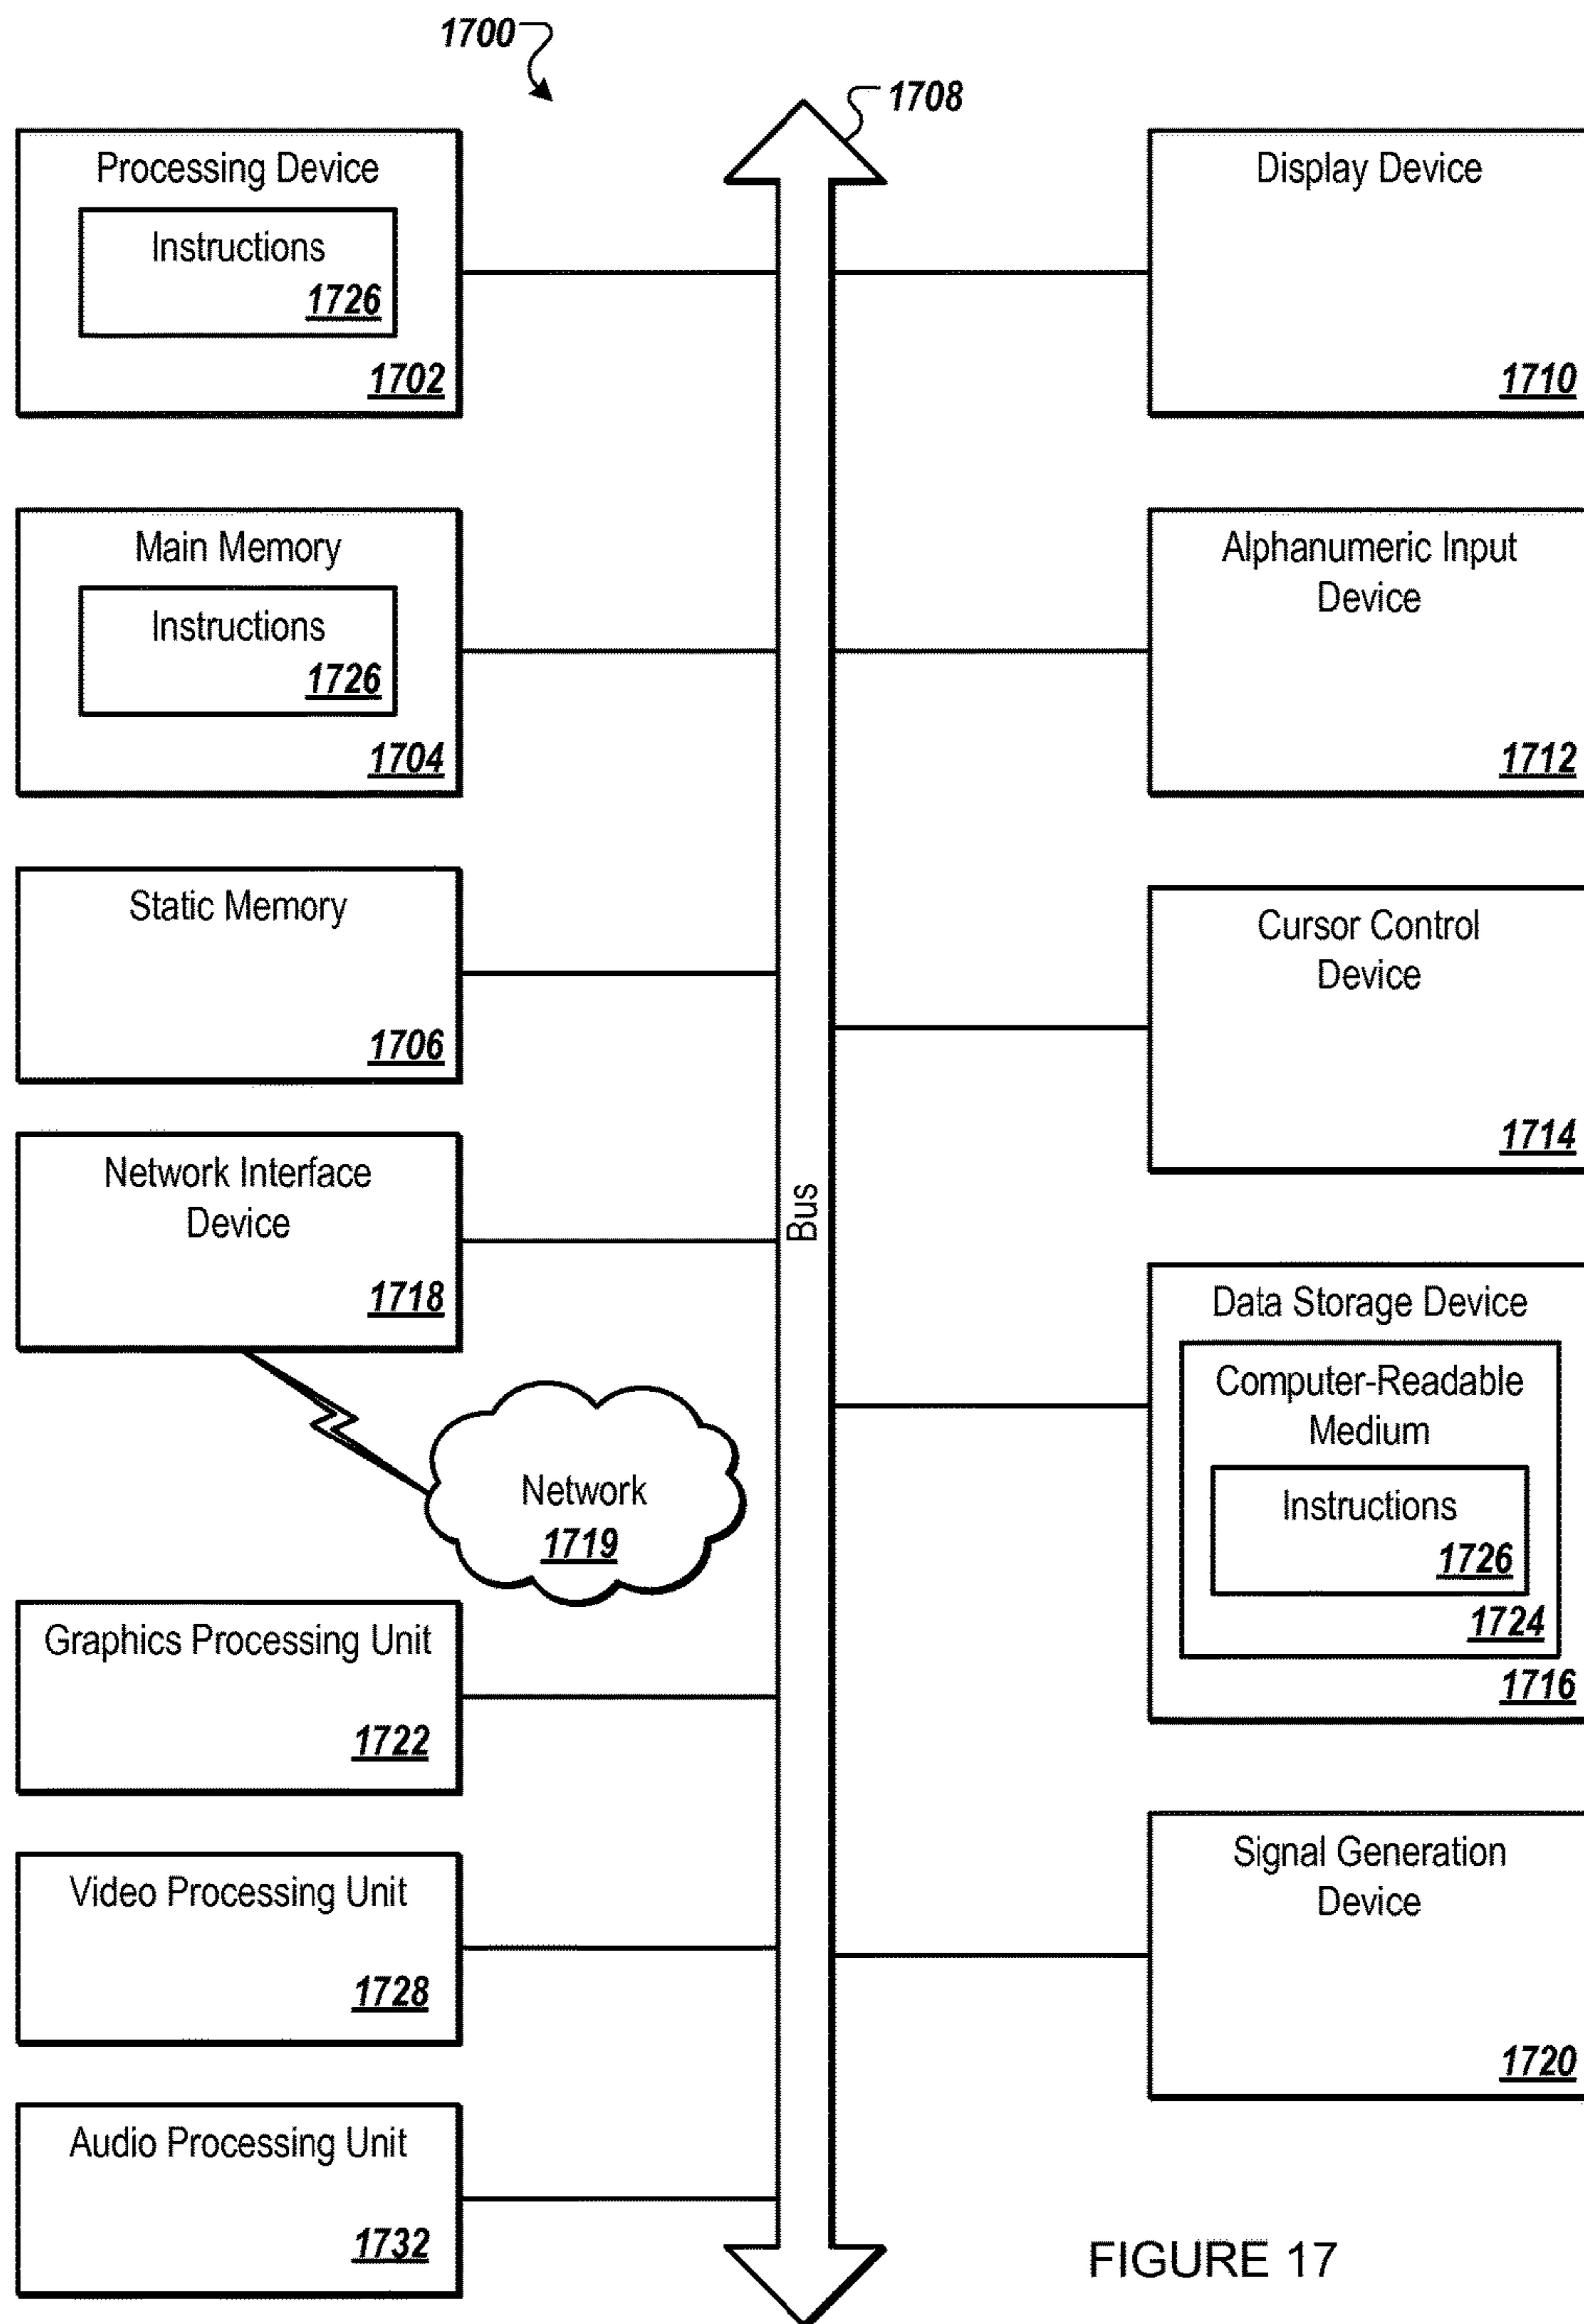 1700
1708
Processing Device
Instructions
1726
1702
Main Memory
Instructions
1726
1704
Static Memory
1706
Network Interface
Device
1718
Network
1719
Graphics Processing Unit
1722
Video Processing Unit
1728
Audio Processing Unit
1732
Bus
Display Device
1710
Alphanumeric Input
Device
1712
Cursor Control
Device
1714
Data Storage Device
Computer-Readable
Medium
Instructions
1726
1724
1716
Signal Generation
Device
1720
FIGURE 17